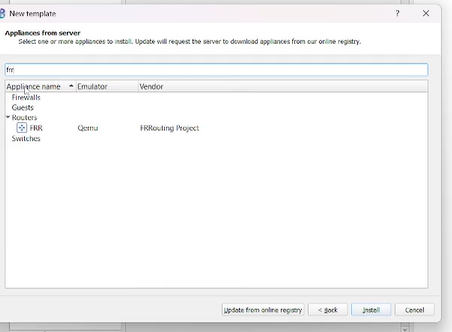 New template
?
Appliances from server
Select one or more appliances to install. Update will request the server to download appliances from our online registry.
frr
Appliance name Emulator Vendor
Firewalls
Guests
Routers
FRR Qemu FRRouting Project
Switches
Update from online registry < Back Install Cancel